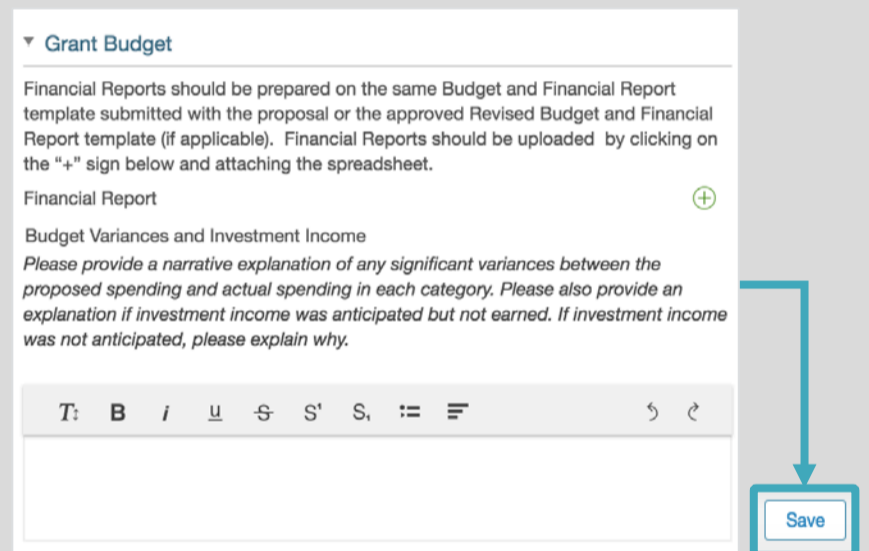 Grant Budget
Financial Reports should be prepared on the same Budget and Financial Report
template submitted with the proposal or the approved Revised Budget and Financial
Report template (if applicable).  Financial Reports should be uploaded  by clicking on
the “+” sign below and attaching the spreadsheet.
Financial Report
Budget Variances and Investment Income
Please provide a narrative explanation of any significant variances between the
proposed spending and actual spending in each category. Please also provide an
explanation if investment income was anticipated but not earned. If investment income
was not anticipated, please explain why.
T B i u S S¹ S₁
Save